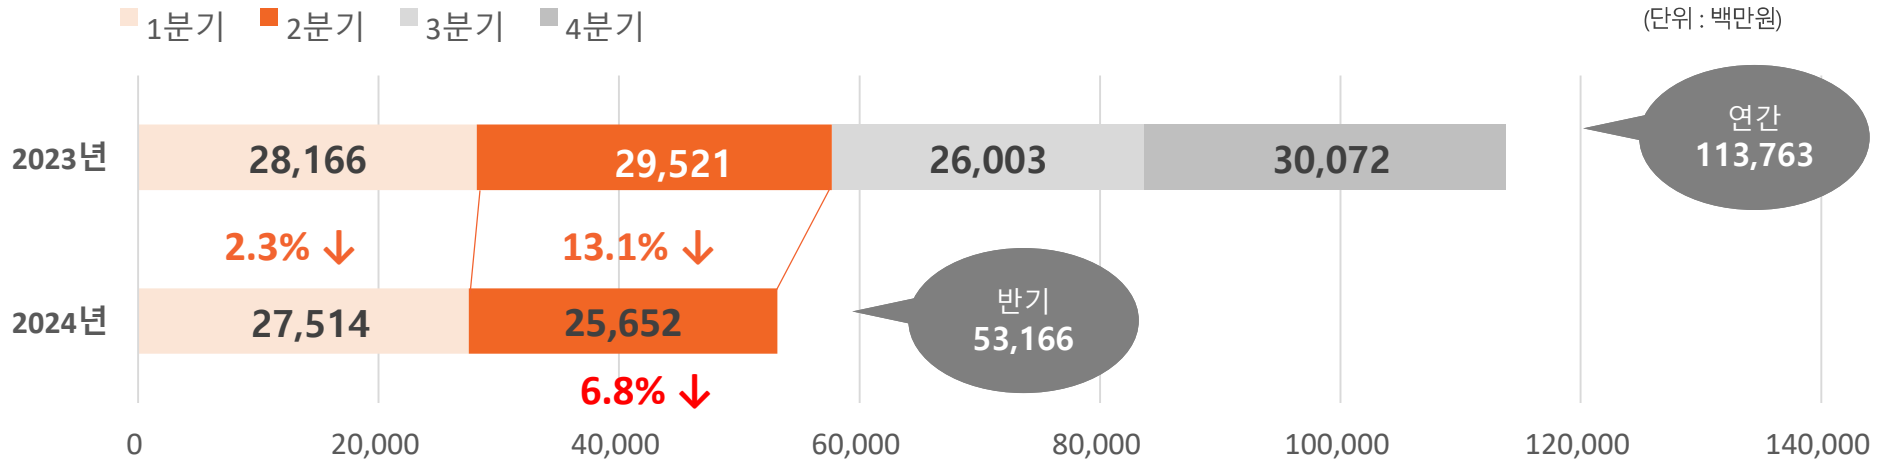 1분기 2분기 3분기 4분기
(단위 : 백만원)
2023년 28,166 29,521 26,003 30,072
연간
113,763
2.3% ↓ 13.1% ↓
2024년 27,514 25,652
반기
53,166
6.8% ↓
0 20,000 40,000 60,000 80,000 100,000 120,000 140,000